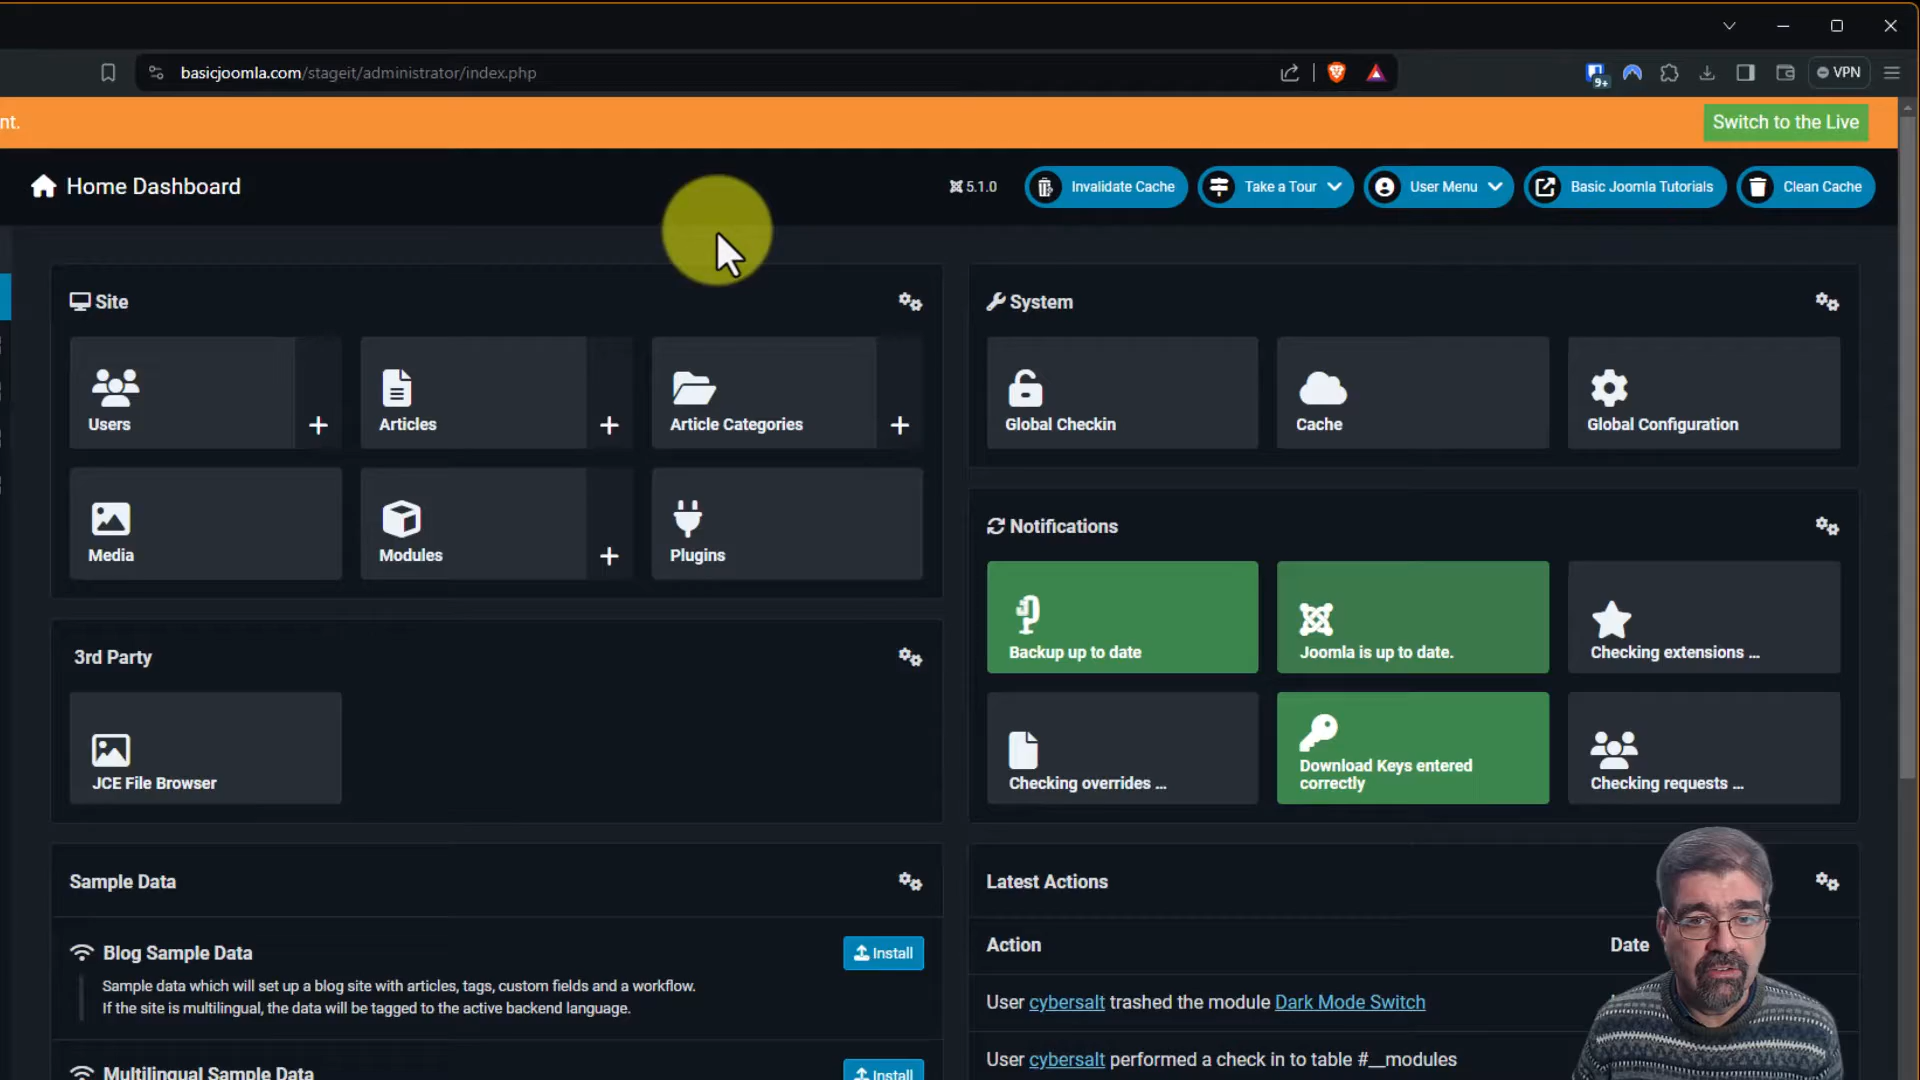 basicjoomla.com/stageit/administrator/index.php
9+
VPN
nt.
Switch to the Live
Home Dashboard
5.1.0
Invalidate Cache
Take a Tour
User Menu
Basic Joomla Tutorials
Clean Cache
Site
System
Users
Articles
Article Categories
Global Checkin
Cache
Global Configuration
Media
Modules
Plugins
Notifications
Backup up to date
Joomla is up to date.
Checking extensions ...
3rd Party
JCE File Browser
Checking overrides ...
Download Keys entered
correctly
Checking requests ...
Sample Data
Latest Actions
Blog Sample Data
Install
Sample data which will set up a blog site with articles, tags, custom fields and a workflow.
If the site is multilingual, the data will be tagged to the active backend language.
Action
Date
User cybersalt trashed the module Dark Mode Switch
User cybersalt performed a check in to table #__modules
Multilingual Sample Data
Install